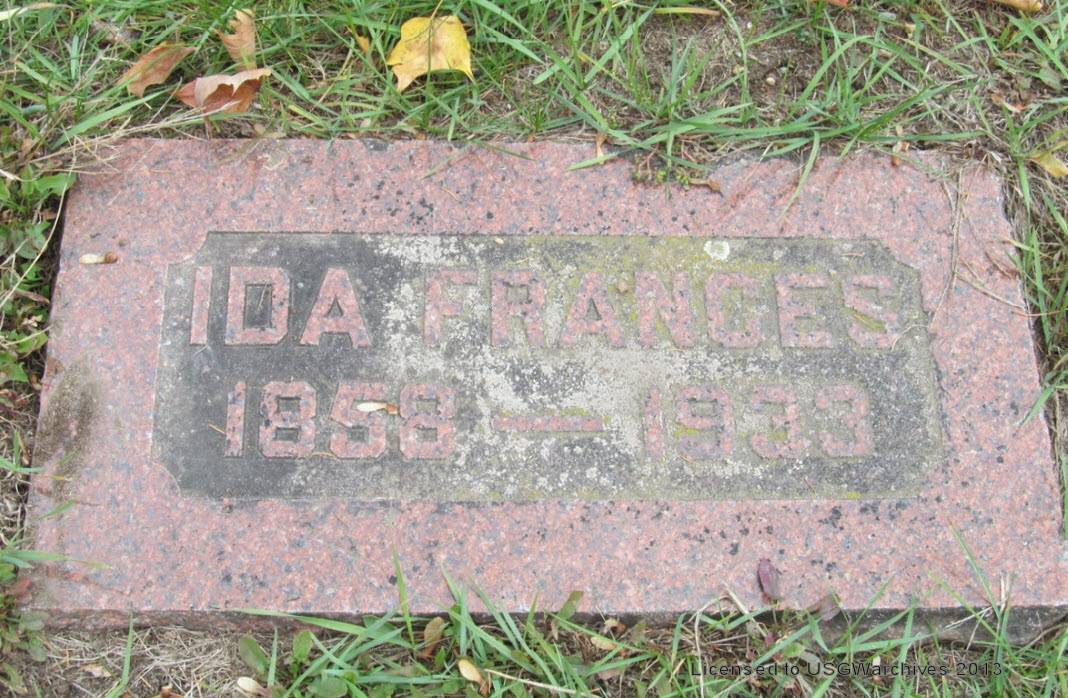 IDA FRANCES
1858 — 1933
Licensed to USGWarchives 2013